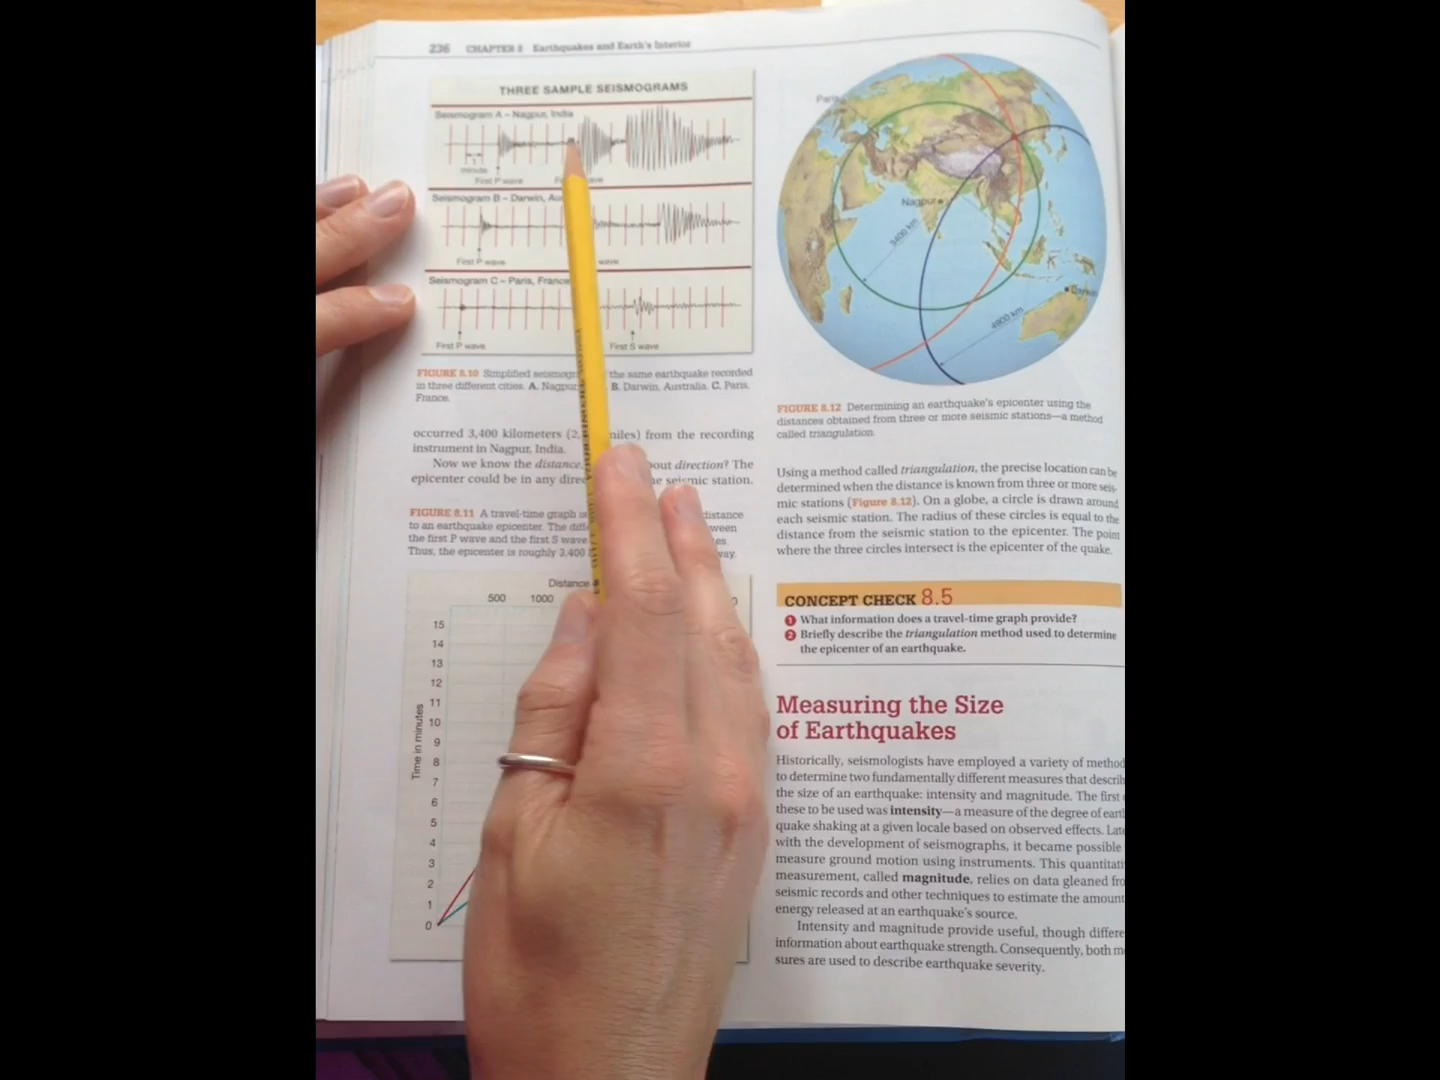 236 CHAPTER 8 Earthquakes and Earth's Interior
THREE SAMPLE SEISMOGRAMS
Seismogram A – Nagpur, India
1
minute
First P wave
wave
Seismogram B – Darwin,
First P wave
wave
Seismogram C – Paris, France
First P wave
First S wave
FIGURE 8.10 Simplified the same earthquake recorded
in three different cities. A. Nagpur, B. Darwin, Australia. C. Paris,
France.
occurred 3,400 kilometers (2, miles) from the recording
instrument in Nagpur, India.
Now we know the distance, about direction? The
epicenter could be in any seismic station.
FIGURE 8.11 A travel-time graph distance
to an earthquake epicenter. The
the first P wave and the first S wave
Thus, the epicenter is roughly 3,400
Distance
500 1000
15
14
13
12
11
10
9
8
7
6
5
4
3
2
1
0
Time in minutes
Paris
Nagpur
3400 km
Darwin
4900 km
FIGURE 8.12 Determining an earthquake's epicenter using the
distances obtained from three or more seismic stations—a method
called triangulation.
Using a method called triangulation, the precise location can be
determined when the distance is known from three or more seis-
mic stations (Figure 8.12). On a globe, a circle is drawn around
each seismic station. The radius of these circles is equal to the
distance from the seismic station to the epicenter. The point
where the three circles intersect is the epicenter of the quake.
CONCEPT CHECK 8.5
1 What information does a travel-time graph provide?
2 Briefly describe the triangulation method used to determine
the epicenter of an earthquake.
Measuring the Size
of Earthquakes
Historically, seismologists have employed a variety of method
to determine two fundamentally different measures that describ
the size of an earthquake: intensity and magnitude. The first
these to be used was intensity—a measure of the degree of eart
quake shaking at a given locale based on observed effects. Late
with the development of seismographs, it became possible
measure ground motion using instruments. This quantitati
measurement, called magnitude, relies on data gleaned fro
seismic records and other techniques to estimate the amount
energy released at an earthquake's source.
Intensity and magnitude provide useful, though differe
information about earthquake strength. Consequently, both m
sures are used to describe earthquake severity.